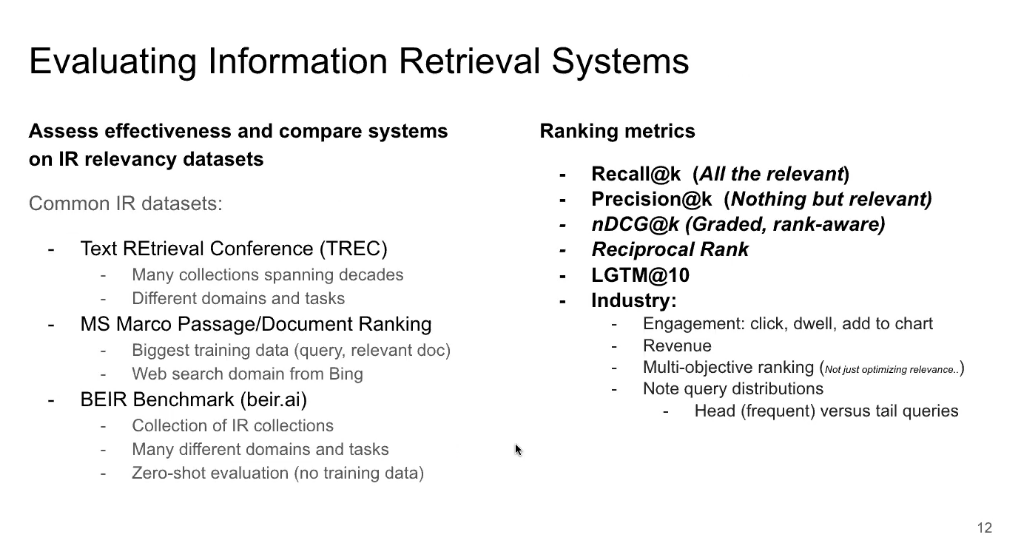 Evaluating Information Retrieval Systems
Assess effectiveness and compare systems
on IR relevancy datasets
Common IR datasets:
- Text REtrieval Conference (TREC)
- Many collections spanning decades
- Different domains and tasks
- MS Marco Passage/Document Ranking
- Biggest training data (query, relevant doc)
- Web search domain from Bing
- BEIR Benchmark (beir.ai)
- Collection of IR collections
- Many different domains and tasks
- Zero-shot evaluation (no training data)
Ranking metrics
- Recall@k (All the relevant)
- Precision@k (Nothing but relevant)
- nDCG@k (Graded, rank-aware)
- Reciprocal Rank
- LGTM@10
- Industry:
- Engagement: click, dwell, add to chart
- Revenue
- Multi-objective ranking (Not just optimizing relevance..)
- Note query distributions
- Head (frequent) versus tail queries
12